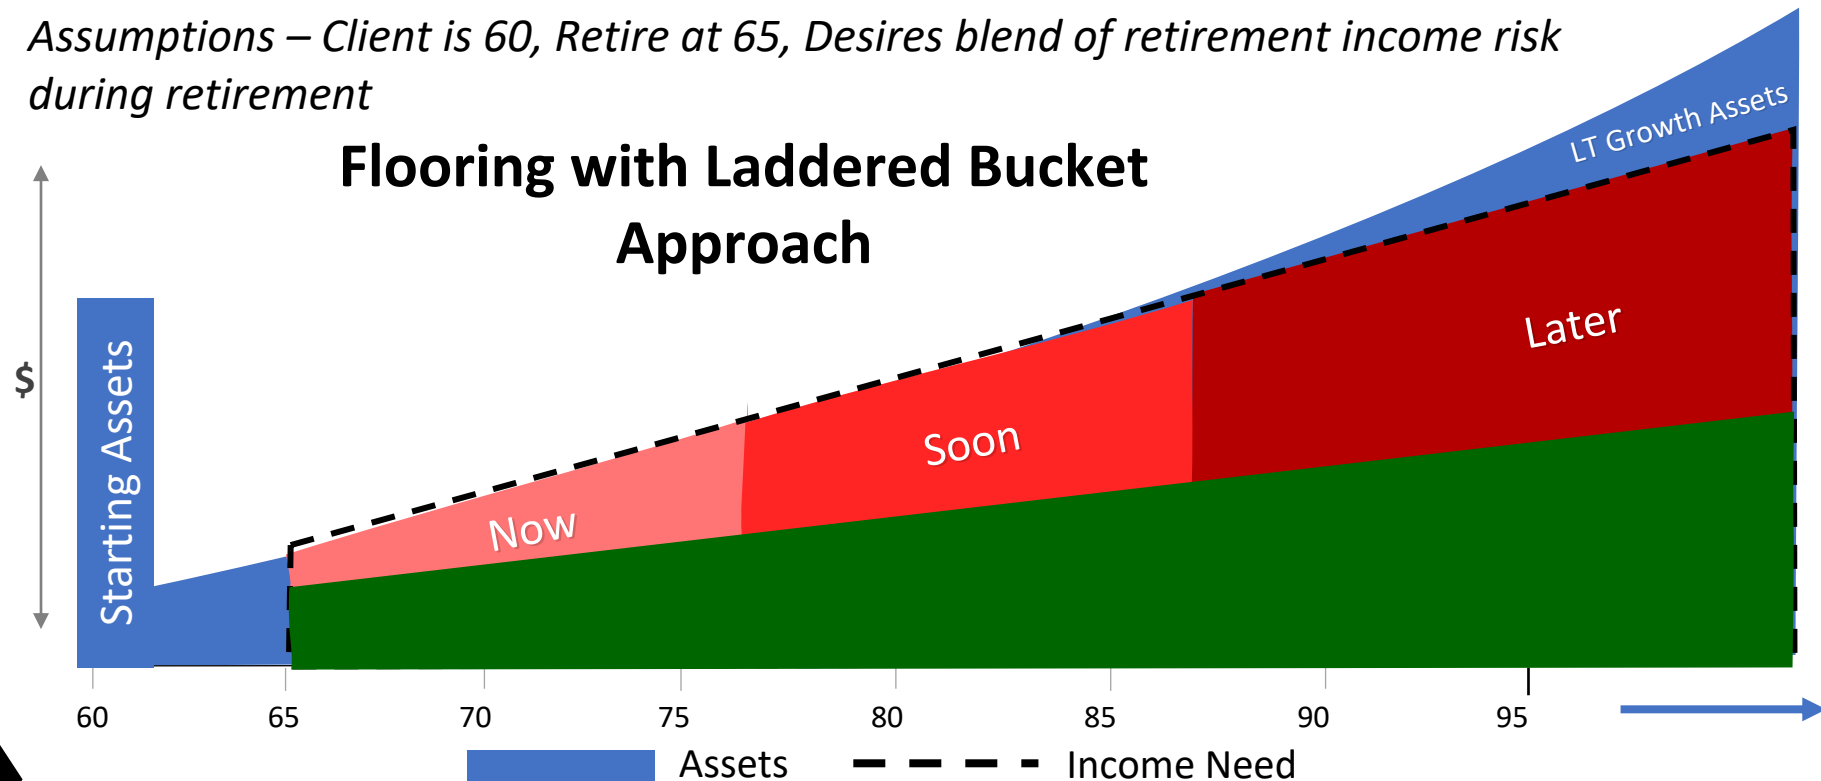 Assumptions – Client is 60, Retire at 65, Desires blend of retirement income risk
during retirement
Flooring with Laddered Bucket
Approach
LT Growth Assets
Later
$
Soon
Starting Assets
Now
60 65 70 75 80 85 90 95
Assets Income Need